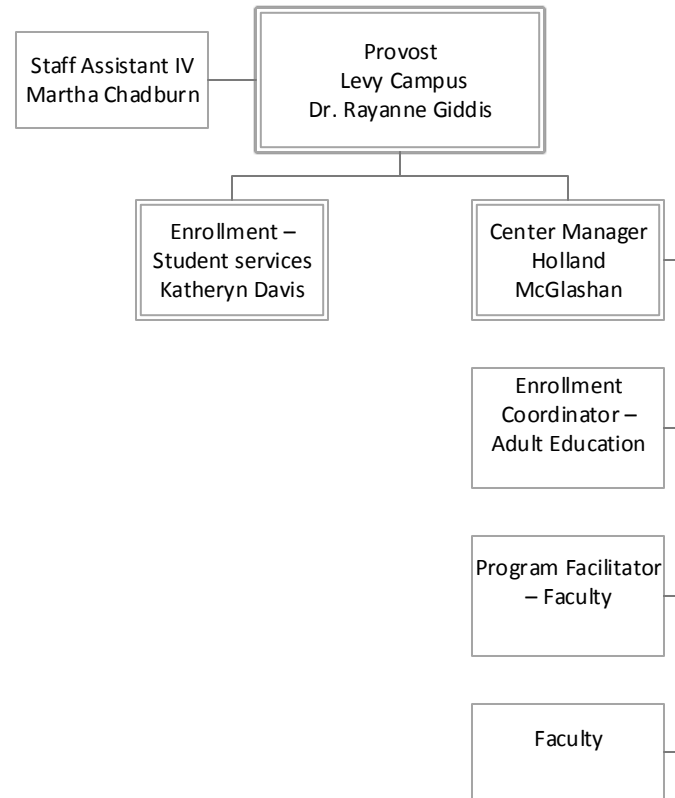 Staff Assistant IV
Martha Chadburn
Provost
Levy Campus
Dr. Rayanne Giddis
Enrollment –
Student services
Katheryn Davis
Center Manager
Holland
McGlashan
Enrollment
Coordinator –
Adult Education
Program Facilitator
– Faculty
Faculty